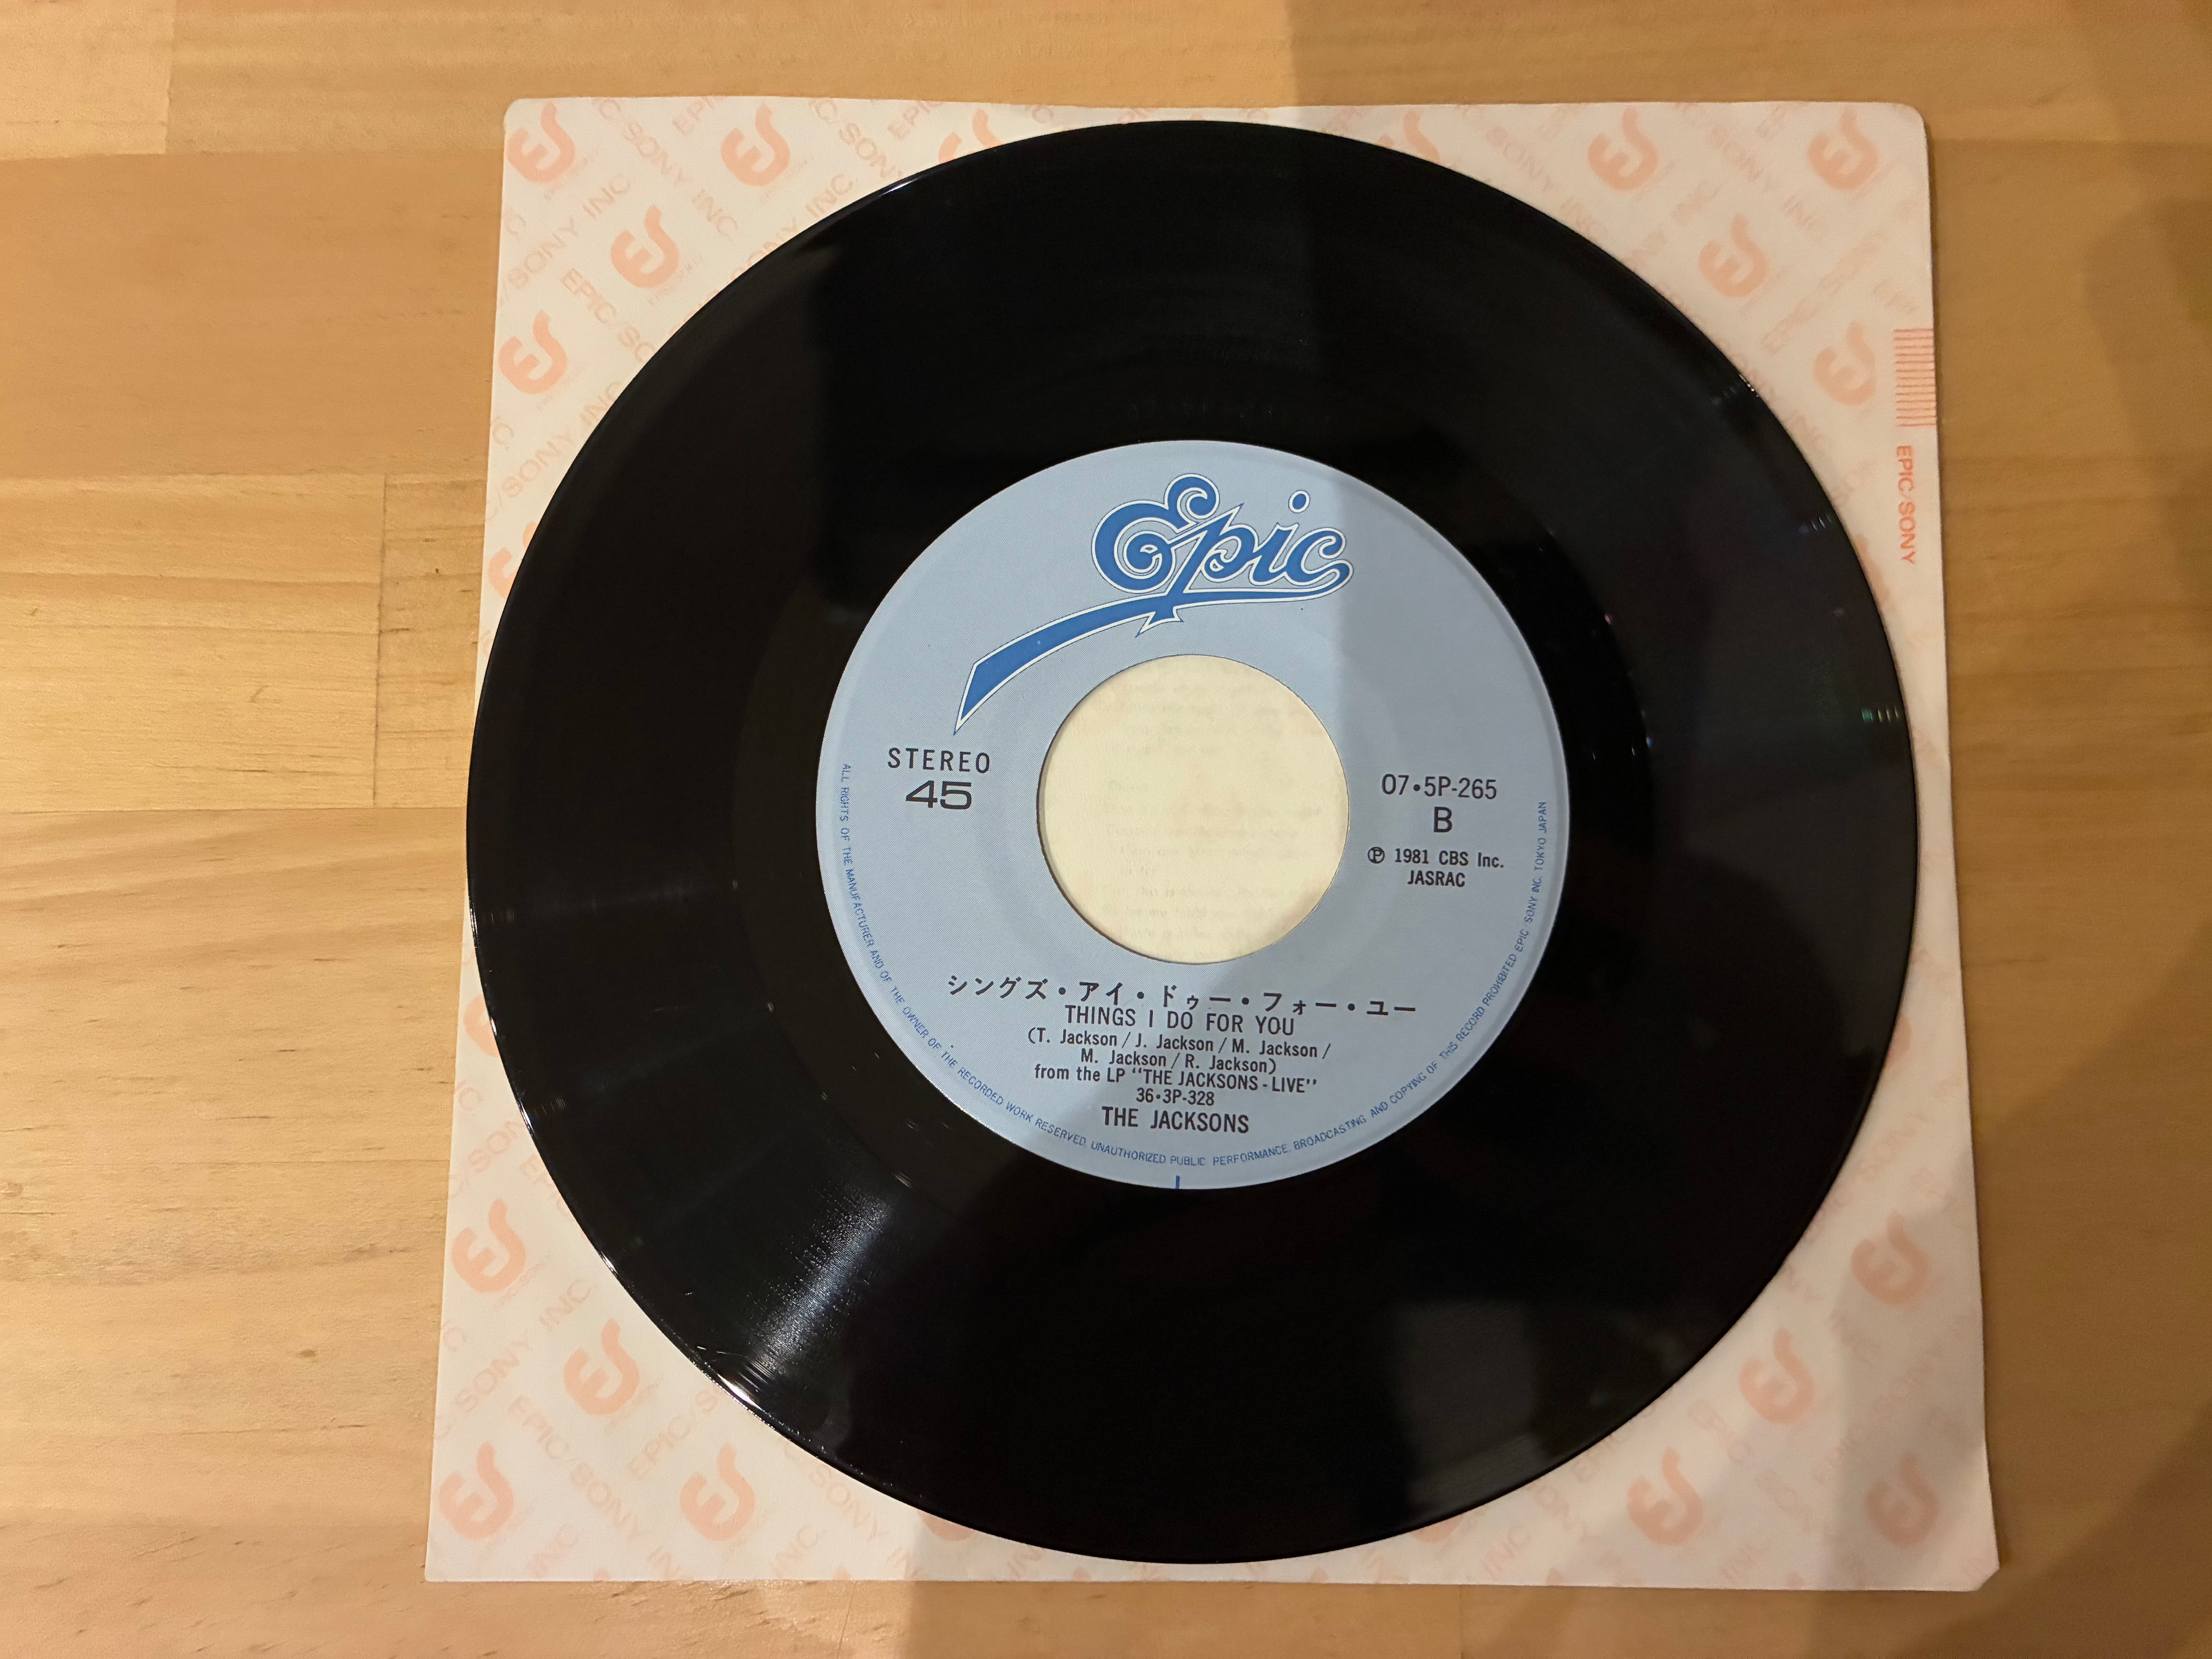 Epic
STEREO
45
07・5P-265
B
Ⓟ 1981 CBS Inc.
JASRAC
シングズ・アイ・ドゥー・フォー・ユー
THINGS I DO FOR YOU
(T. Jackson / J. Jackson / M. Jackson /
M. Jackson / R. Jackson)
from the LP "THE JACKSONS - LIVE"
36・3P-328
THE JACKSONS
ALL RIGHTS OF THE MANUFACTURER AND OF THE OWNER OF THE RECORDED WORK RESERVED. UNAUTHORIZED PUBLIC PERFORMANCE. BROADCASTING AND COPYING OF THIS RECORD PROHIBITED EPIC SONY INC. TOKYO JAPAN
EPIC/SONY
EPIC/SONY INC